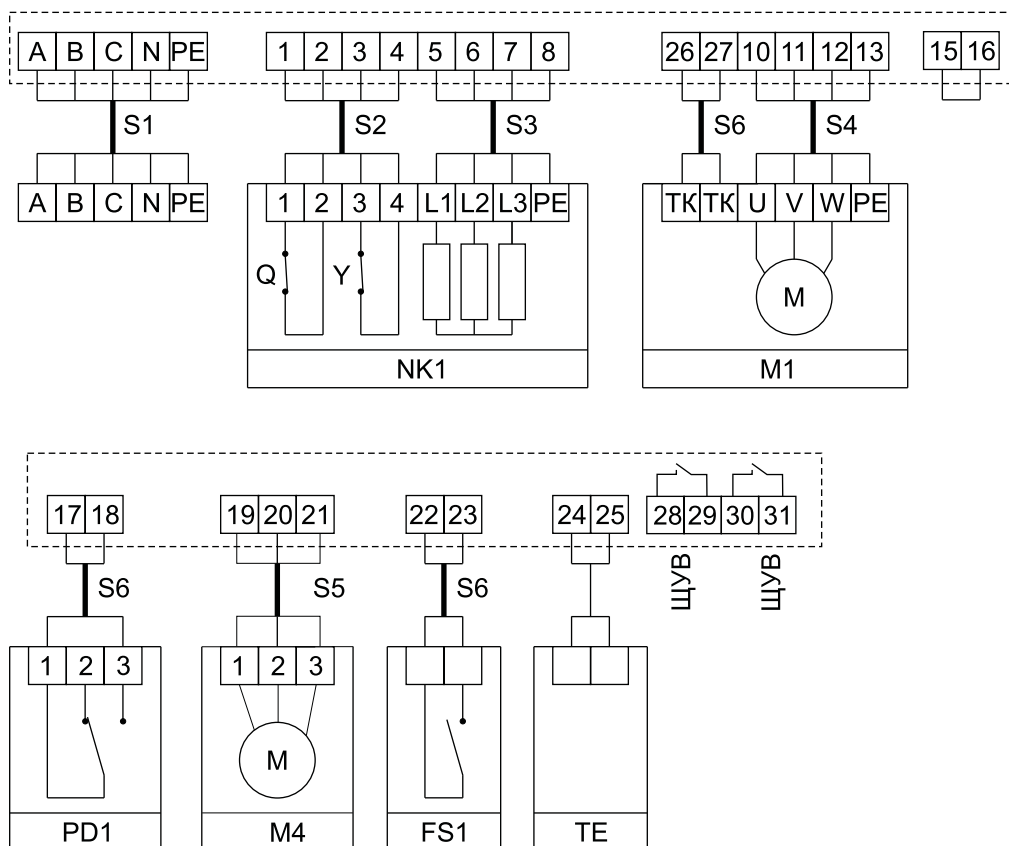 A B C N PE 1 2 3 4 5 6 7 8 26 27 10 11 12 13 15 16
S1 S2 S3 S6 S4
A B C N PE 1 2 3 4 L1 L2 L3 PE ТК ТК U V W PE
Q Y M
NK1 M1
17 18 19 20 21 22 23 24 25 28 29 30 31
S6 S5 S6 ЩУВ ЩУВ
1 2 3 1 2 3
M
PD1 M4 FS1 TE